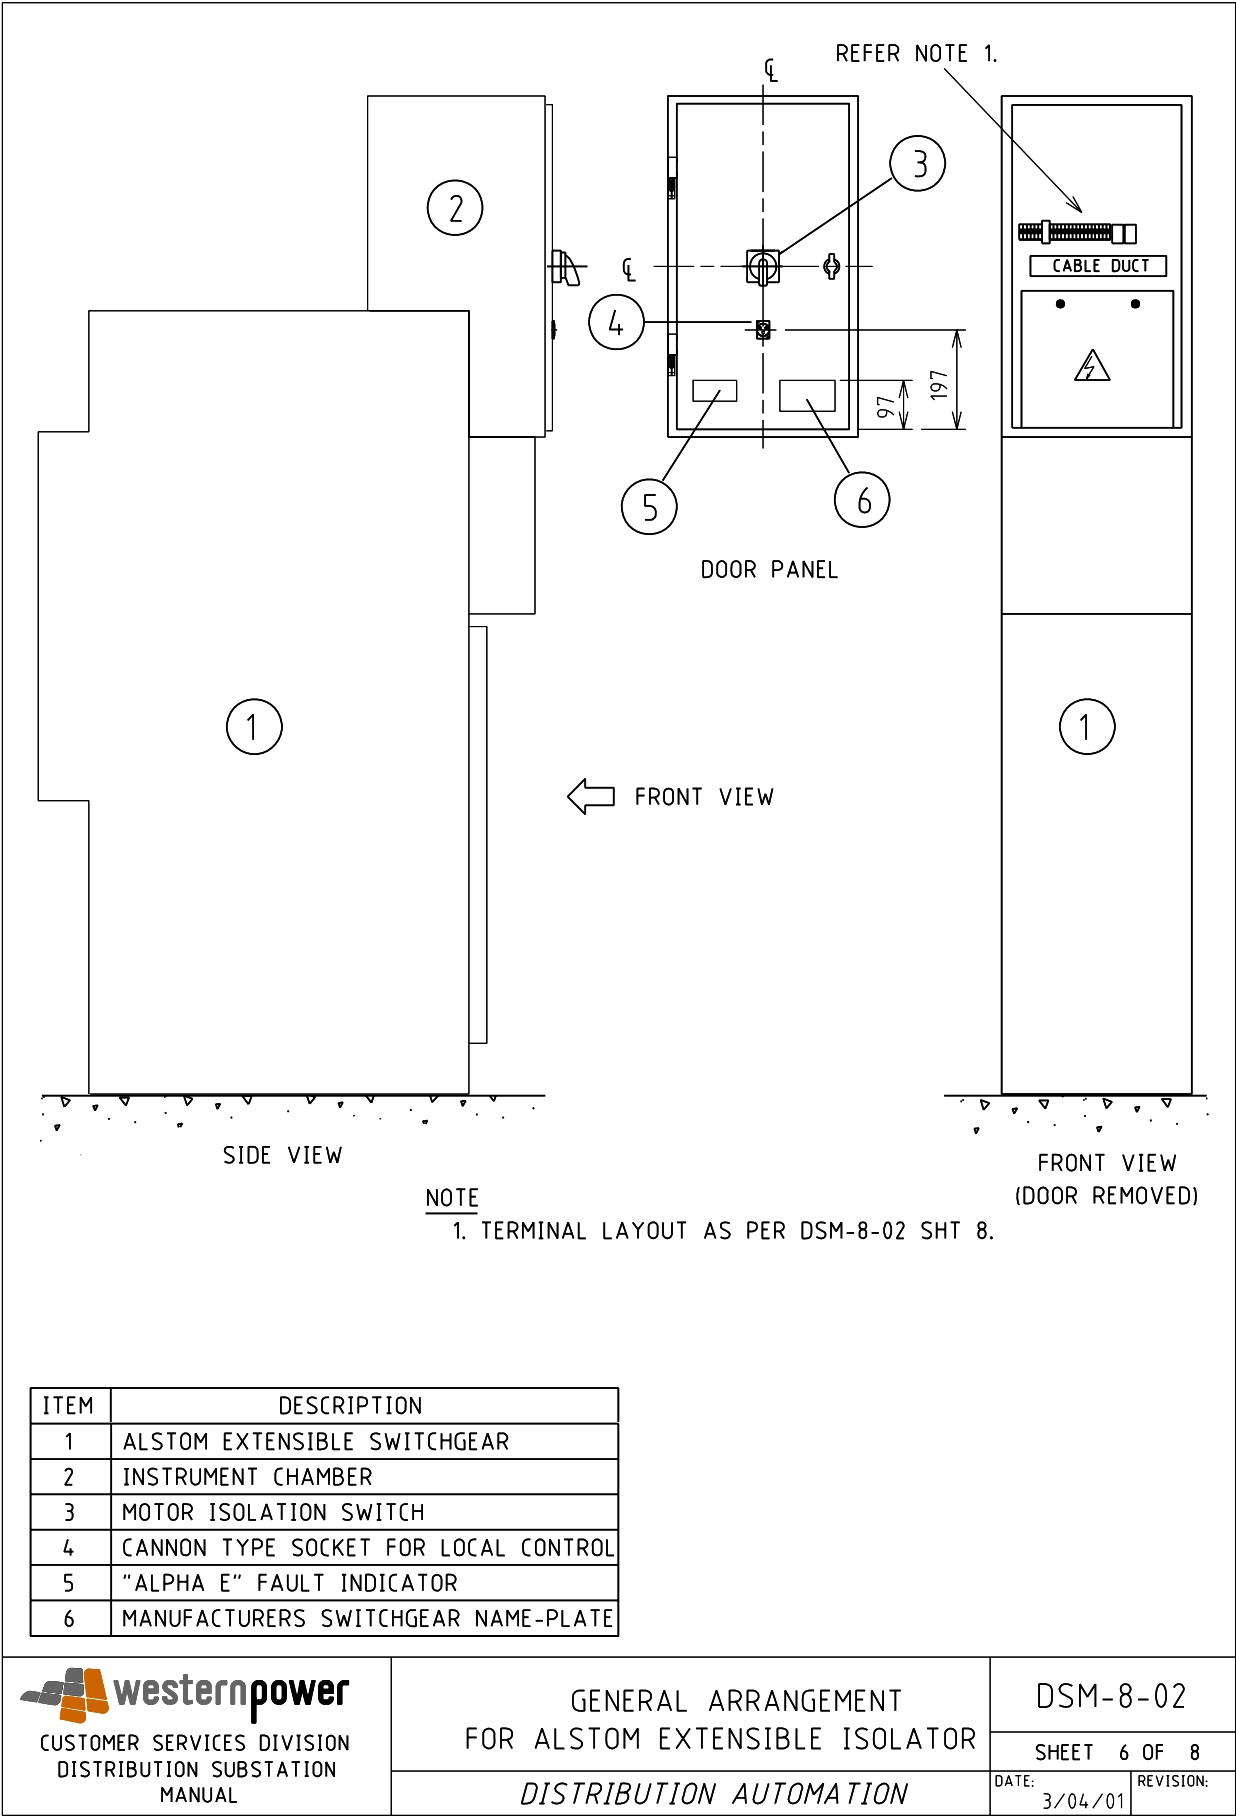 REFER NOTE 1.
℄
3
2
℄
CABLE DUCT
4
197
97
5
6
DOOR PANEL
1
1
FRONT VIEW
SIDE VIEW
FRONT VIEW
(DOOR REMOVED)
NOTE
1. TERMINAL LAYOUT AS PER DSM-8-02 SHT 8.
ITEM DESCRIPTION
1 ALSTOM EXTENSIBLE SWITCHGEAR
2 INSTRUMENT CHAMBER
3 MOTOR ISOLATION SWITCH
4 CANNON TYPE SOCKET FOR LOCAL CONTROL
5 "ALPHA E" FAULT INDICATOR
6 MANUFACTURERS SWITCHGEAR NAME-PLATE
westernpower
CUSTOMER SERVICES DIVISION
DISTRIBUTION SUBSTATION
MANUAL
GENERAL ARRANGEMENT
FOR ALSTOM EXTENSIBLE ISOLATOR
DISTRIBUTION AUTOMATION
DSM-8-02
SHEET 6 OF 8
DATE:
3/04/01
REVISION: